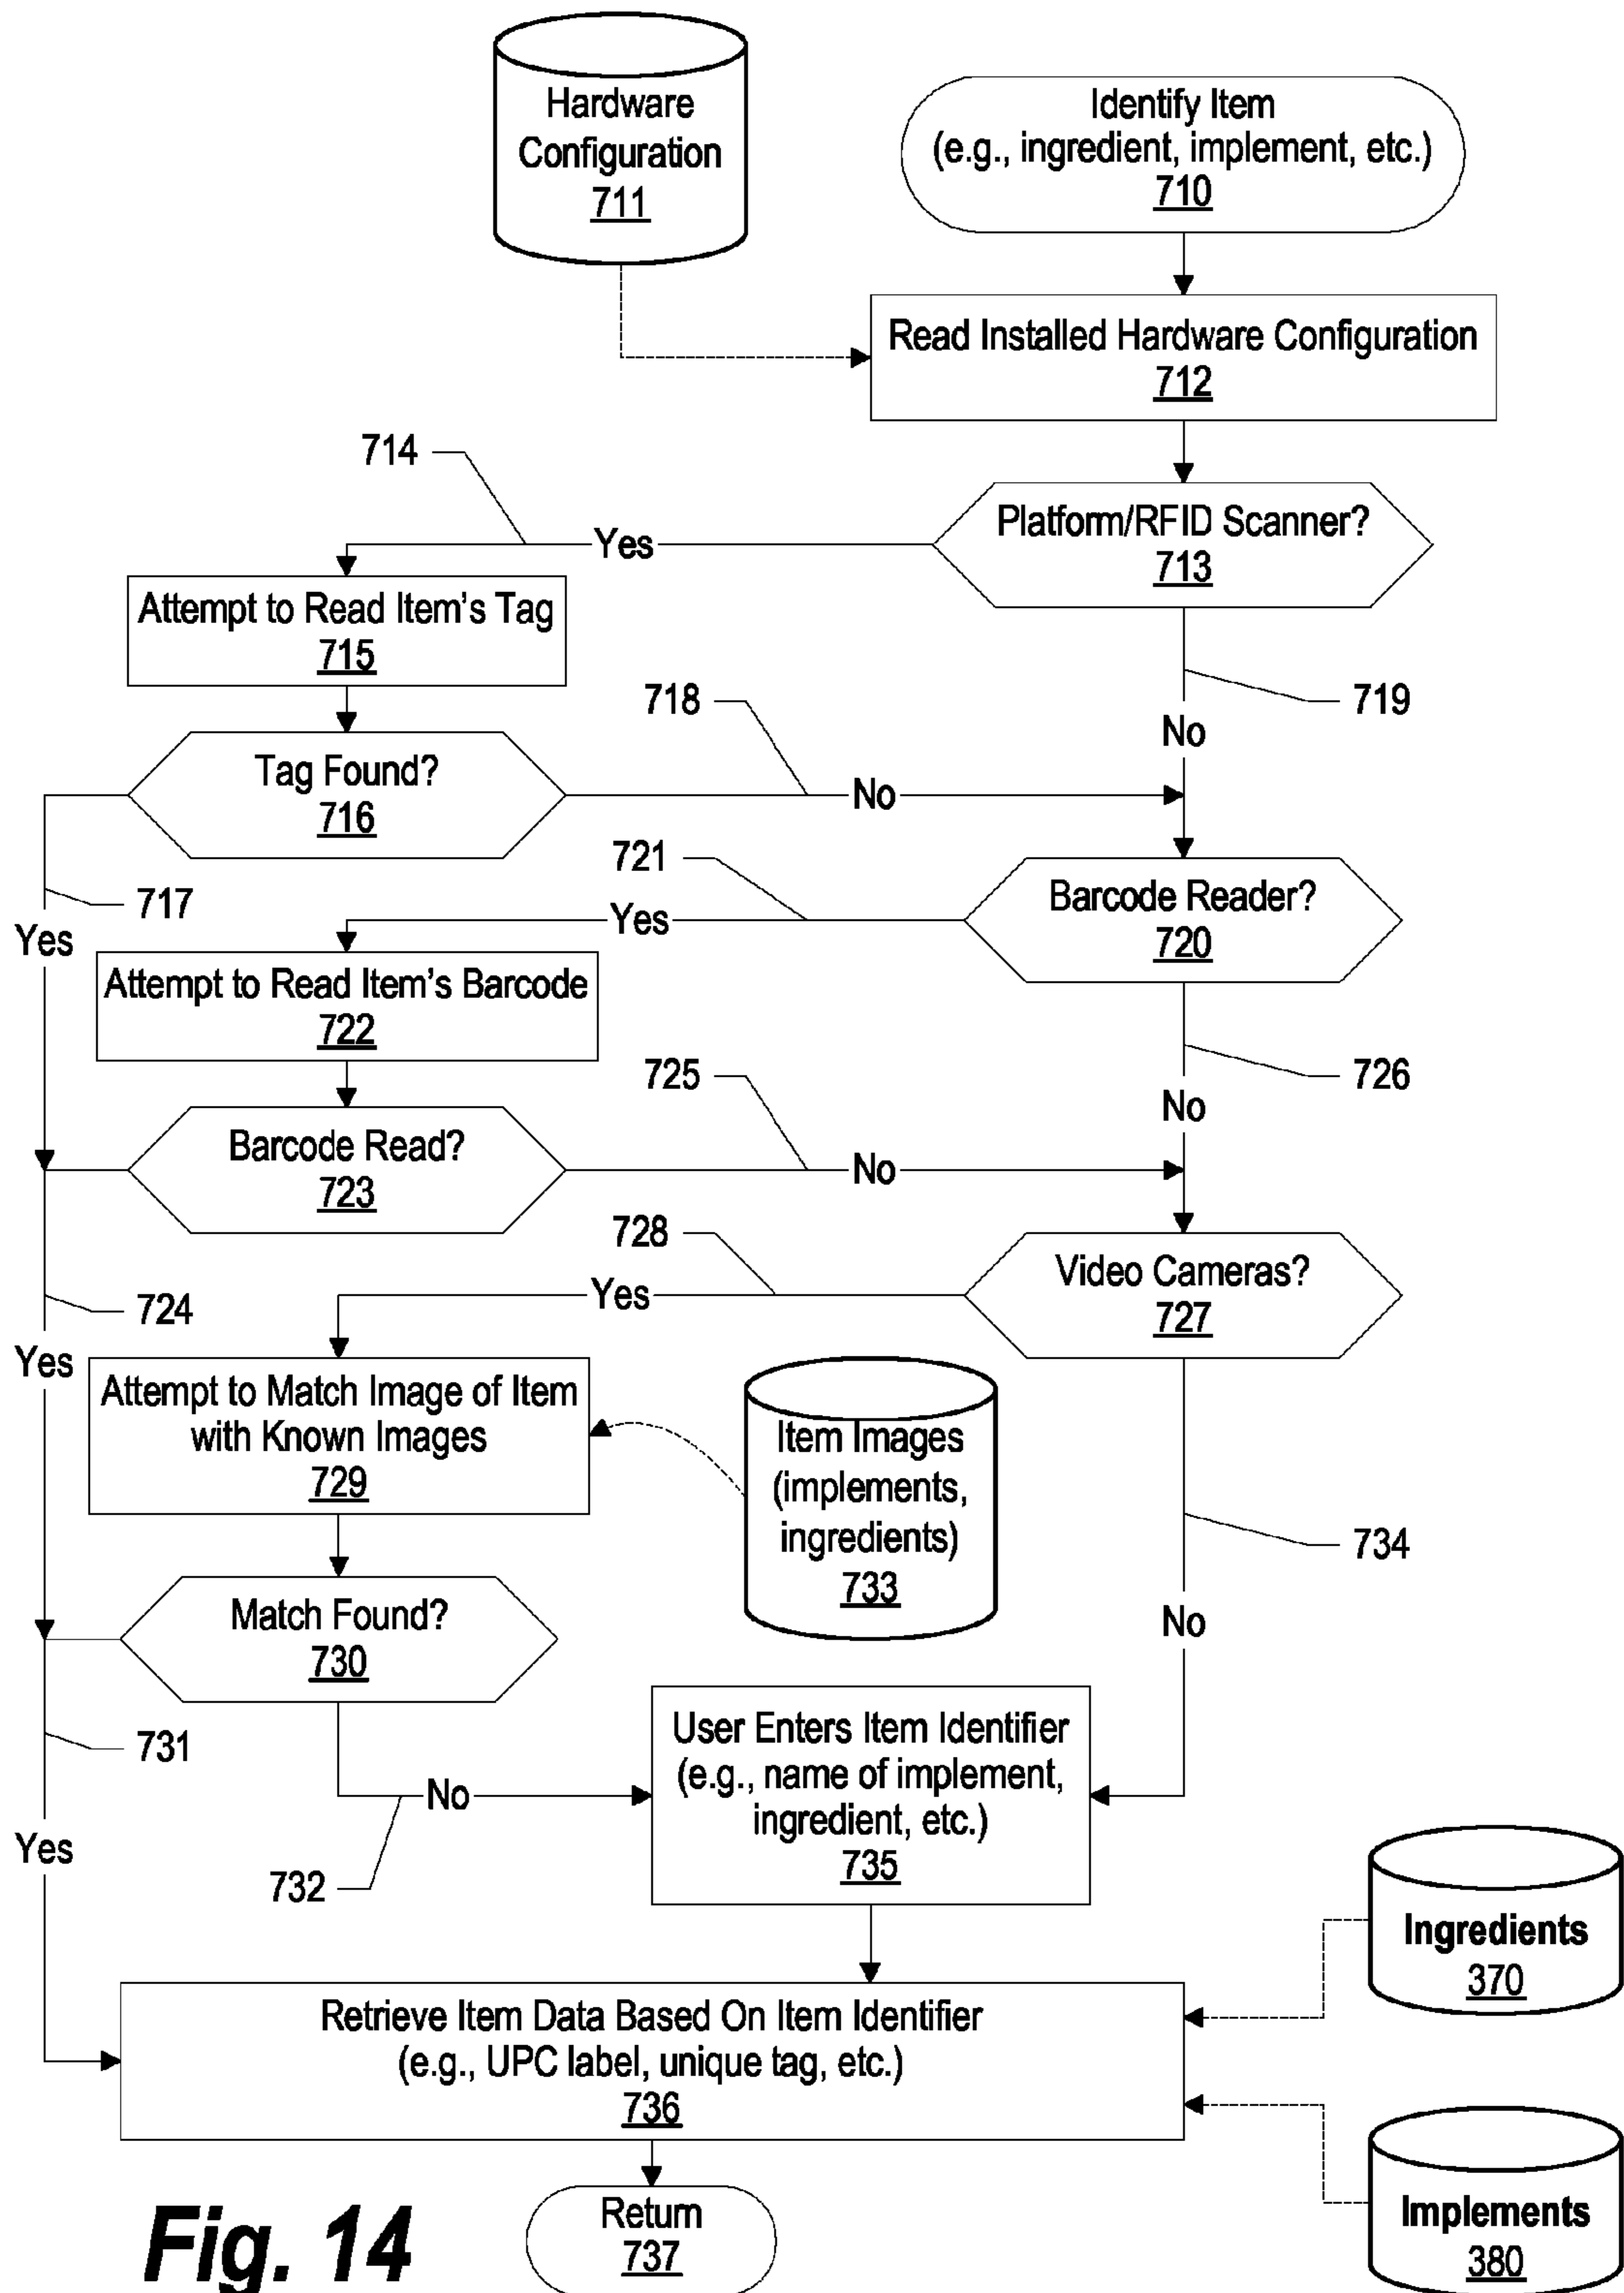 Hardware
Configuration
711
Identify Item
(e.g., ingredient, implement, etc.)
710
Read Installed Hardware Configuration
712
714
Platform/RFID Scanner?
713
Yes
Attempt to Read Item's Tag
715
718
719
No
Tag Found?
716
No
717
Yes
721
Barcode Reader?
720
Yes
Attempt to Read Item's Barcode
722
725
726
No
Barcode Read?
723
No
724
Yes
728
Video Cameras?
727
Yes
Attempt to Match Image of Item
with Known Images
729
Item Images
(implements,
ingredients)
733
734
No
Match Found?
730
731
Yes
732
No
User Enters Item Identifier
(e.g., name of implement,
ingredient, etc.)
735
Ingredients
370
Retrieve Item Data Based On Item Identifier
(e.g., UPC label, unique tag, etc.)
736
Implements
380
Return
737
Fig. 14